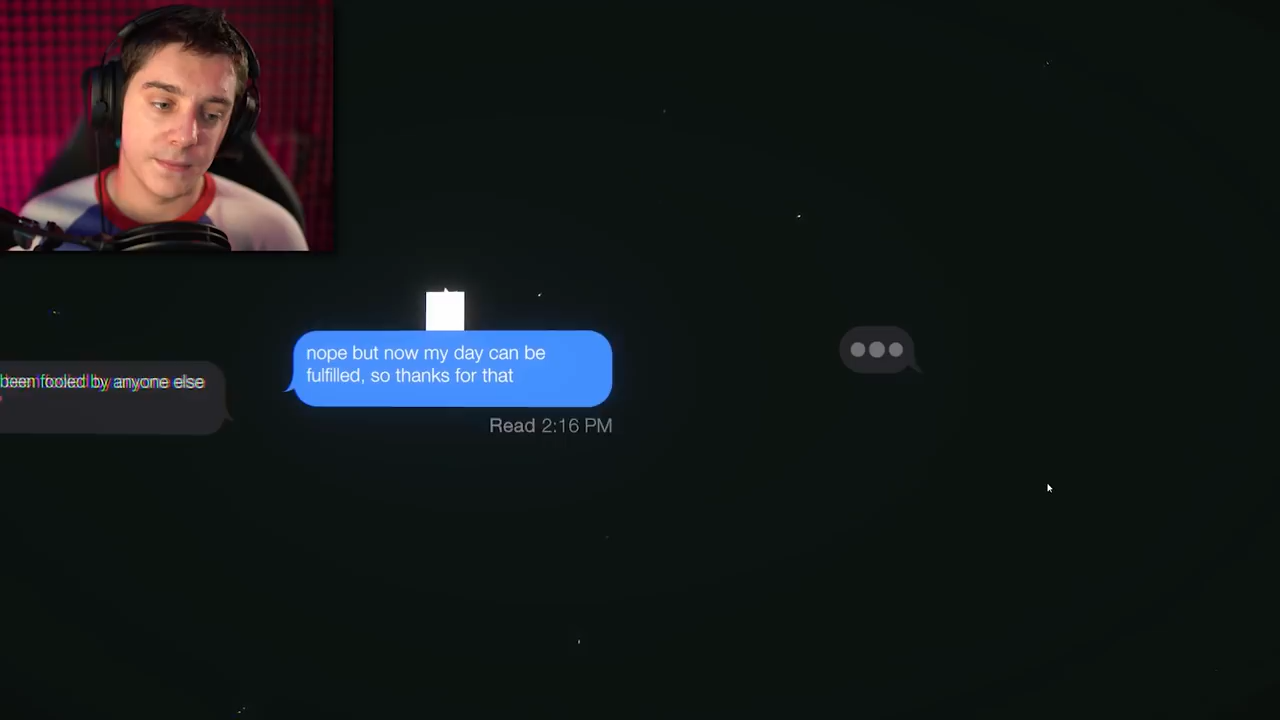 been fooled by anyone else
nope but now my day can be
fulfilled, so thanks for that
Read 2:16 PM